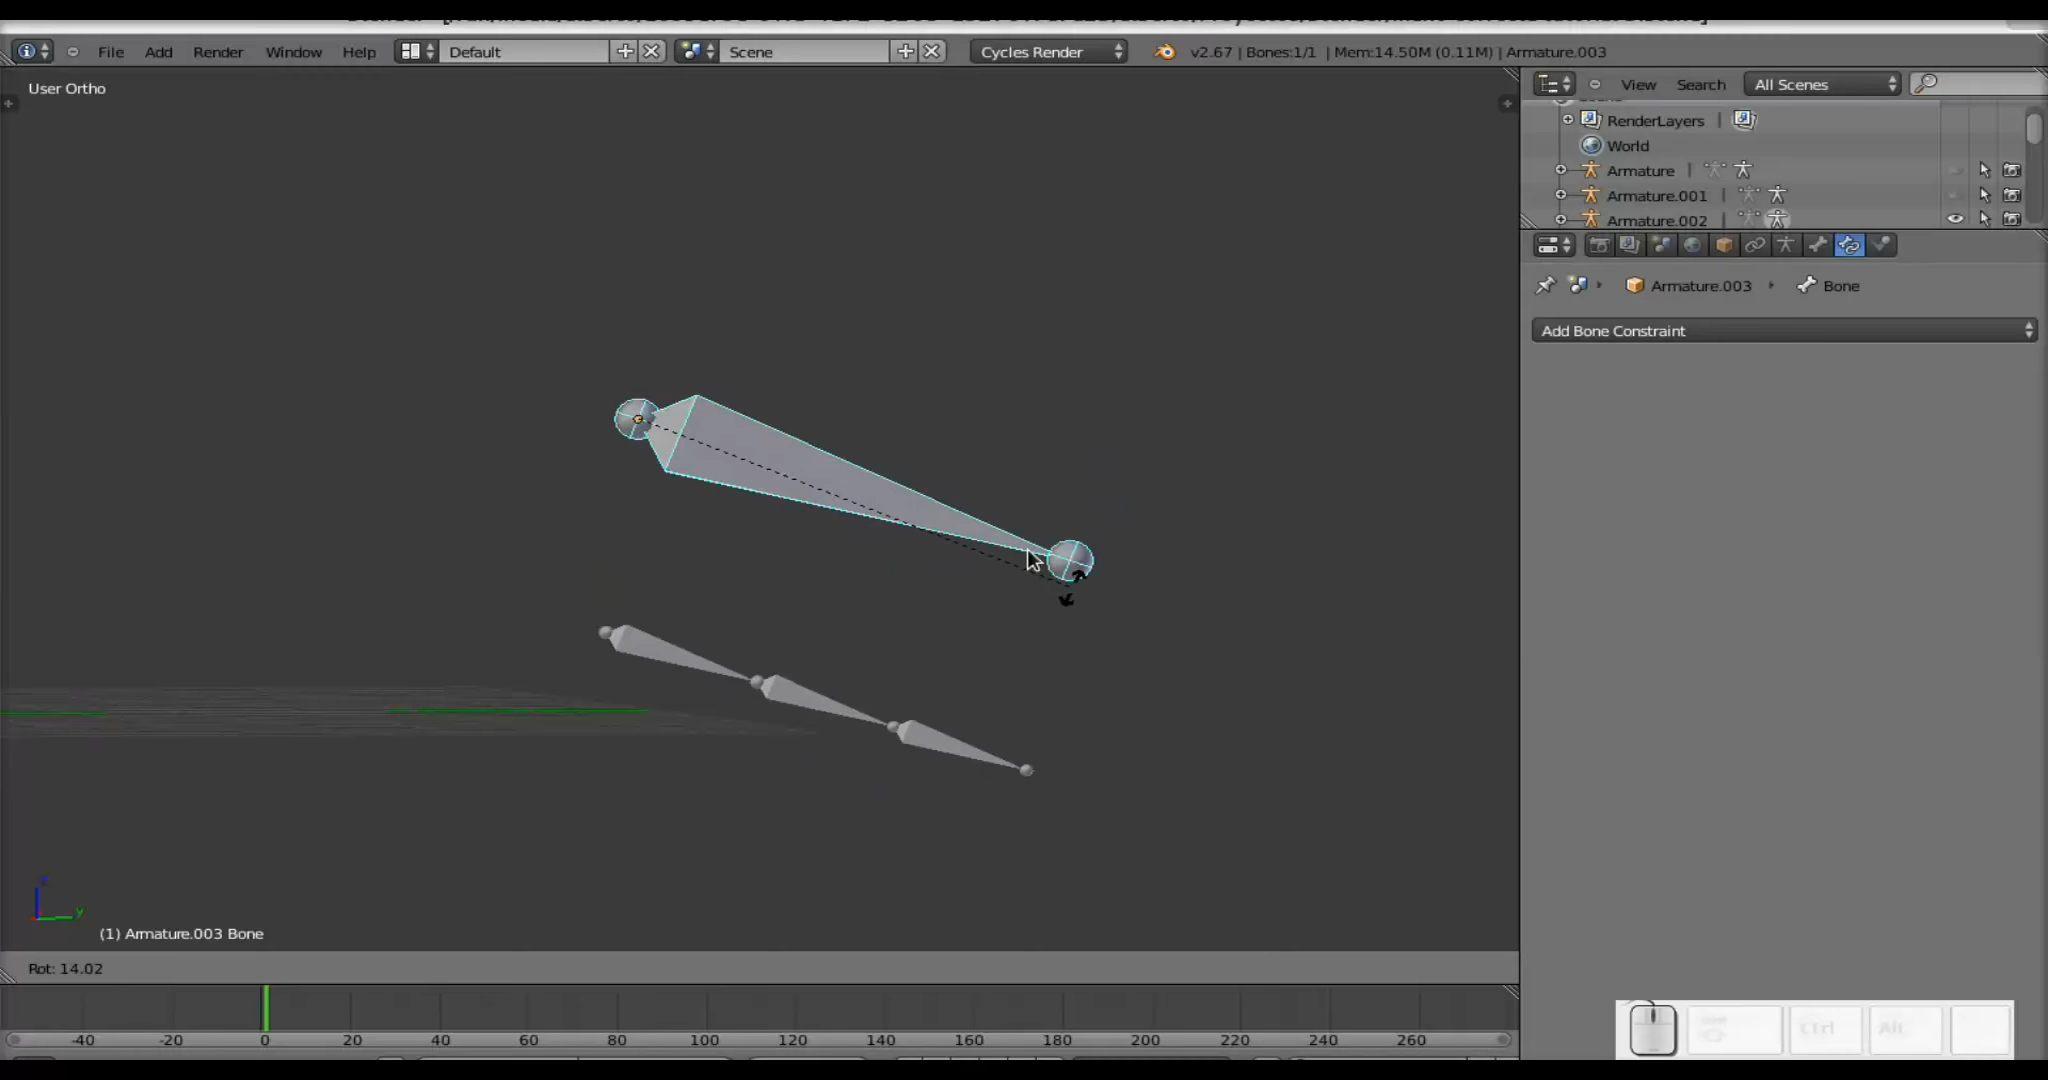 File Add Render Window Help Default Scene Cycles Render v2.67 | Bones:1/1 | Mem:14.50M (0.11M) | Armature.003
User Ortho
View Search All Scenes
RenderLayers
World
Armature
Armature.001
Armature.002
Armature.003 Bone
Add Bone Constraint
z
y
(1) Armature.003 Bone
Rot: 14.02
-40 -20 0 20 40 60 80 100 120 140 160 180 200 220 240 260
Ctrl Alt